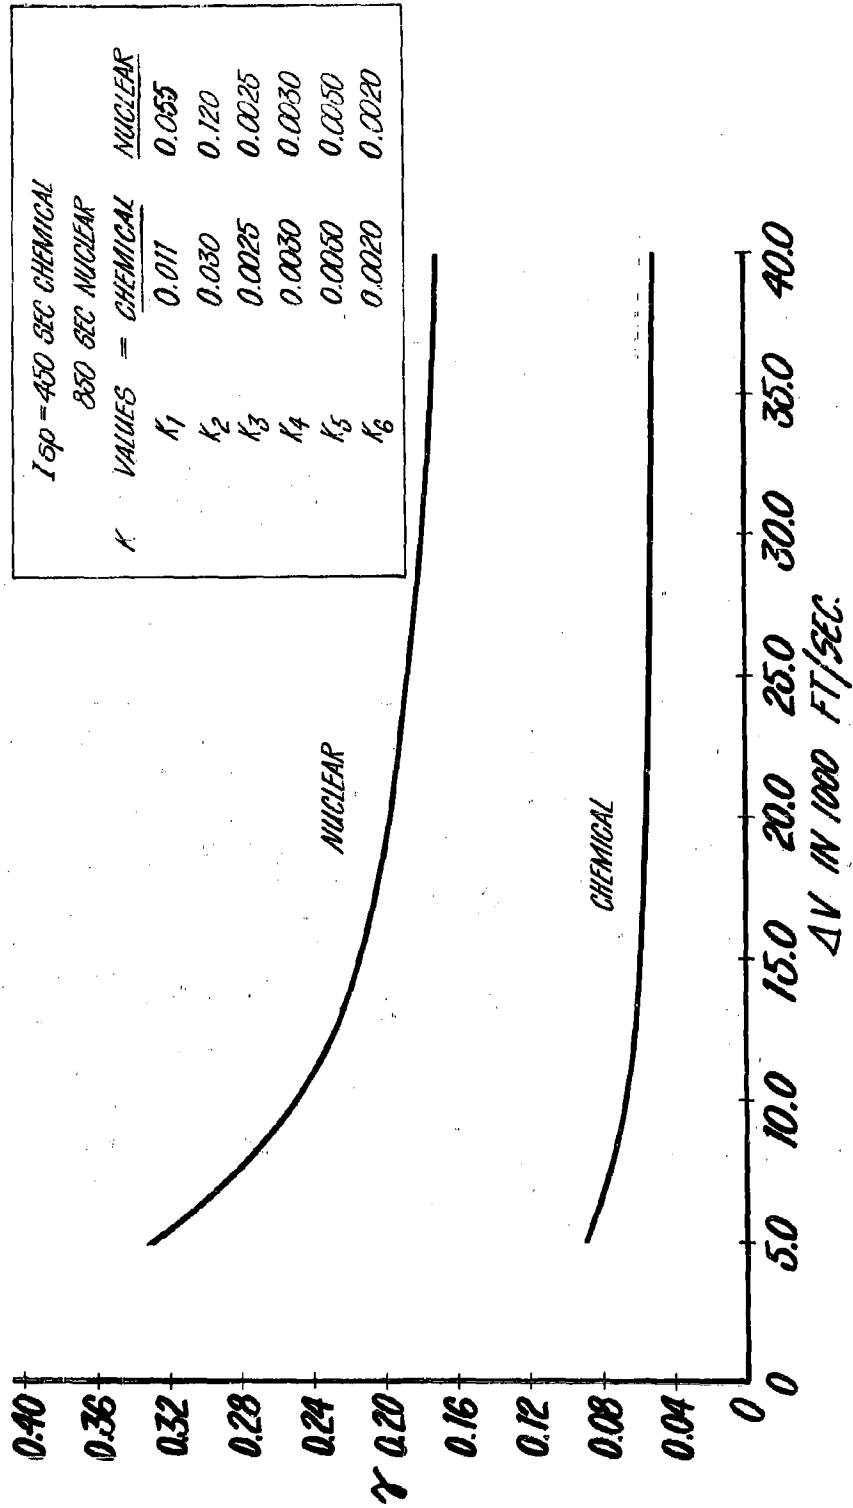 Isp = 450 SEC CHEMICAL
850 SEC NUCLEAR
K VALUES = CHEMICAL NUCLEAR
K1 0.011 0.055
K2 0.030 0.120
K3 0.0025 0.0025
K4 0.0030 0.0030
K5 0.0050 0.0050
K6 0.0020 0.0020
0.40
0.36
0.32
0.28
0.24
γ 0.20
0.16
0.12
0.08
0.04
0
NUCLEAR
CHEMICAL
0 5.0 10.0 15.0 20.0 25.0 30.0 35.0 40.0
ΔV IN 1000 FT/SEC.